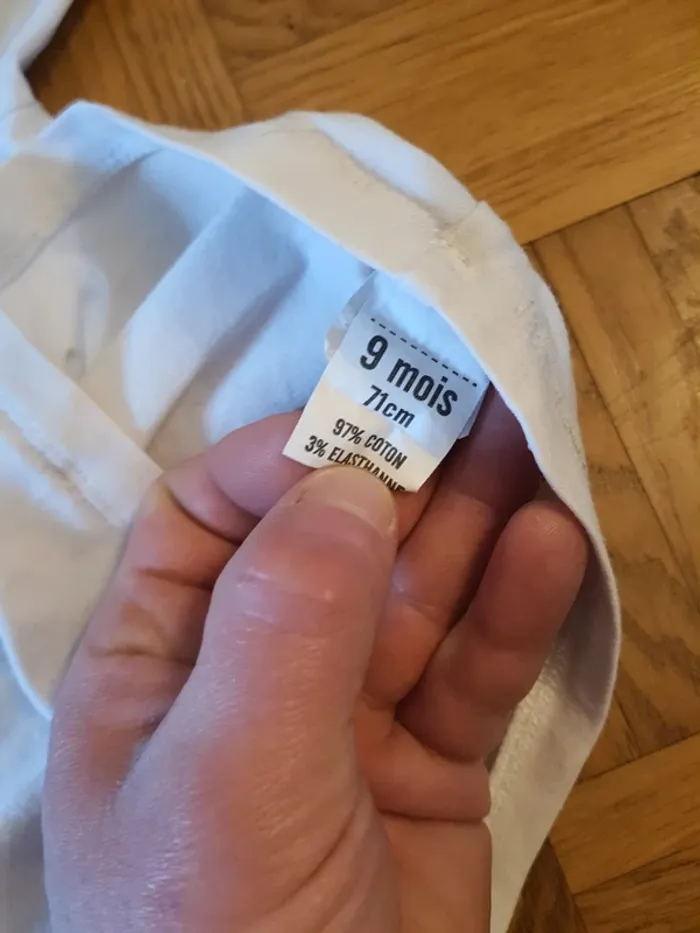 9 mois
71cm
97% COTON
3% ELASTHANNE